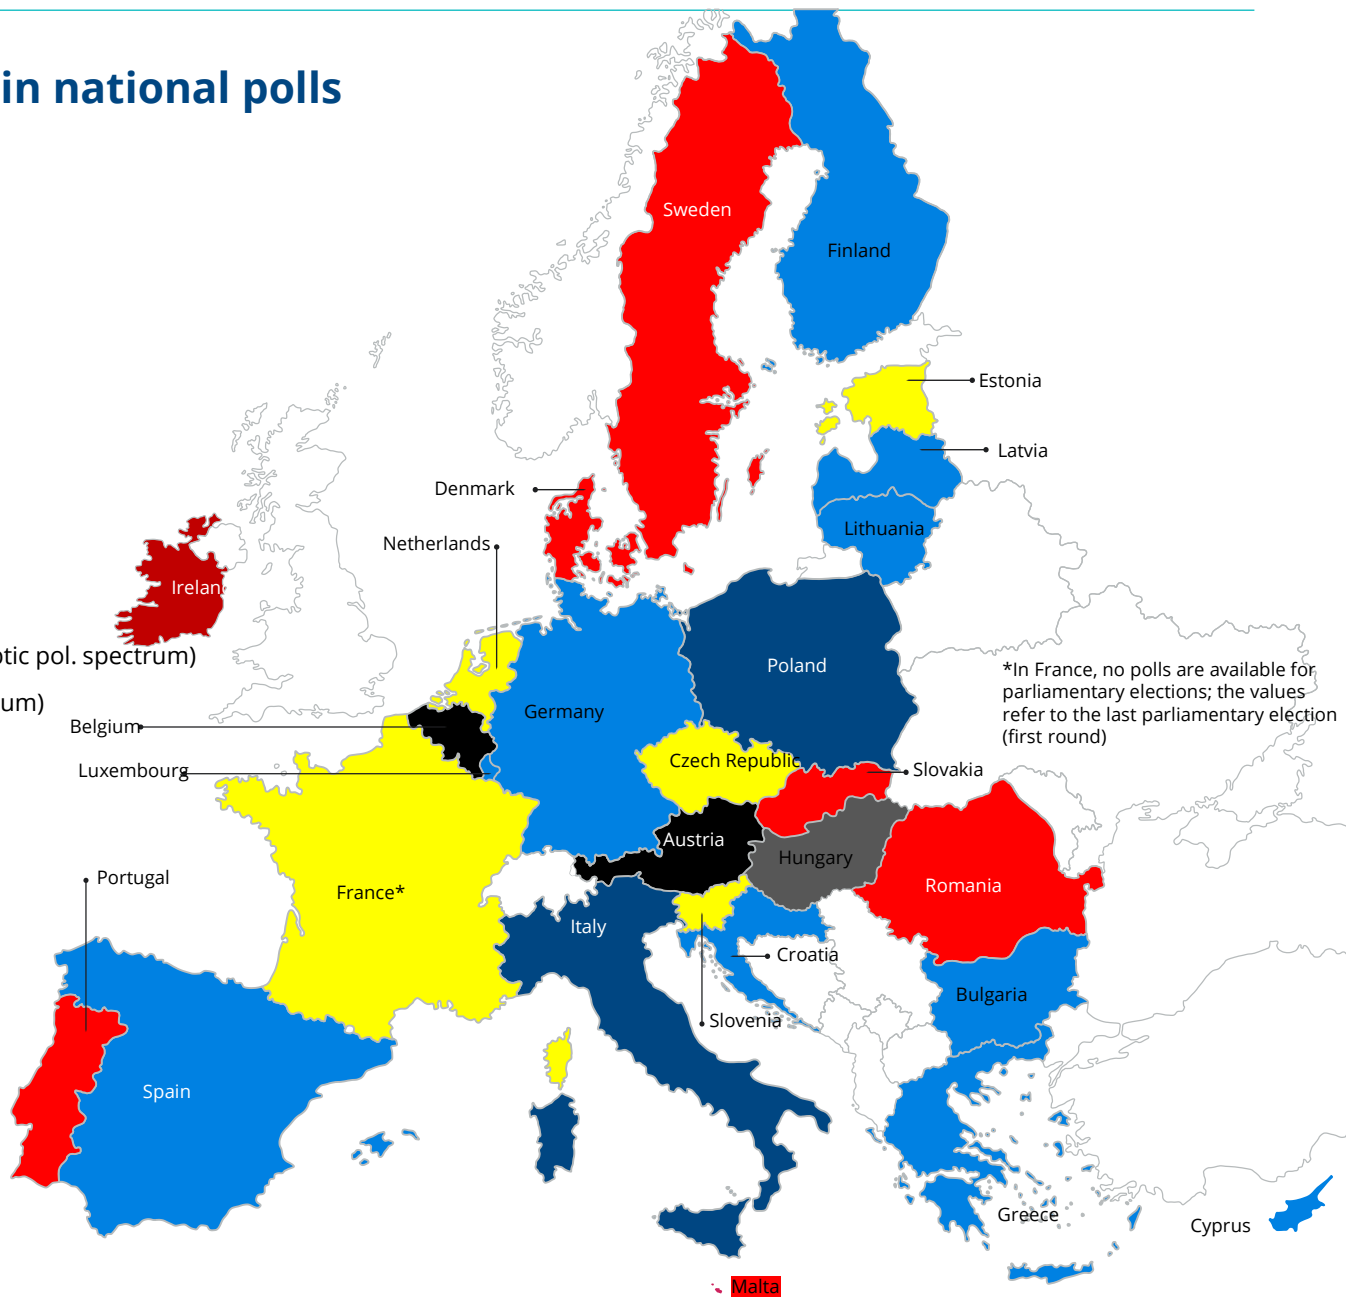 in national polls
Sweden
Finland
Estonia
Latvia
Denmark
Lithuania
Netherlands
Irelan
ptic pol. spectrum)
Poland
*In France, no polls are available for
parliamentary elections; the values
refer to the last parliamentary election
(first round)
um)
Germany
Belgium
Czech Republic
Luxembourg
Slovakia
Austria
Hungary
Portugal
France*
Romania
Italy
Croatia
Bulgaria
Slovenia
Spain
Greece
Cyprus
Malta